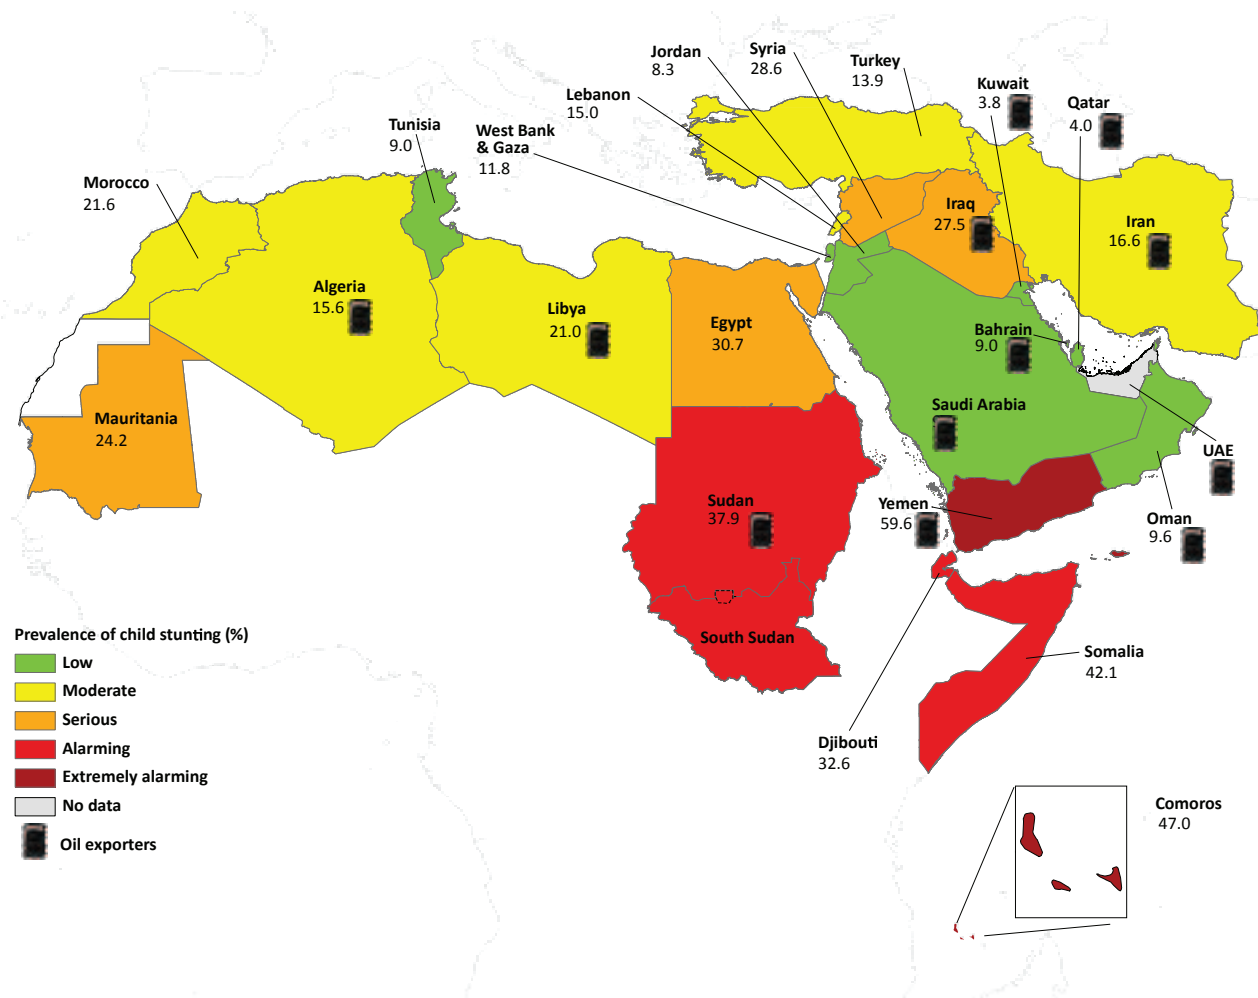 Jordan
8.3
Syria
28.6
Turkey
13.9
Kuwait
3.8
Qatar
4.0
Lebanon
15.0
Tunisia
9.0
West Bank
& Gaza
11.8
Morocco
21.6
Iraq
27.5
Iran
16.6
Algeria
15.6
Libya
21.0
Egypt
30.7
Bahrain
9.0
Mauritania
24.2
Saudi Arabia
UAE
Sudan
37.9
Yemen
59.6
Oman
9.6
South Sudan
Somalia
42.1
Djibouti
32.6
Prevalence of child stunting (%)
Low
Moderate
Serious
Alarming
Extremely alarming
No data
Oil exporters
Comoros
47.0